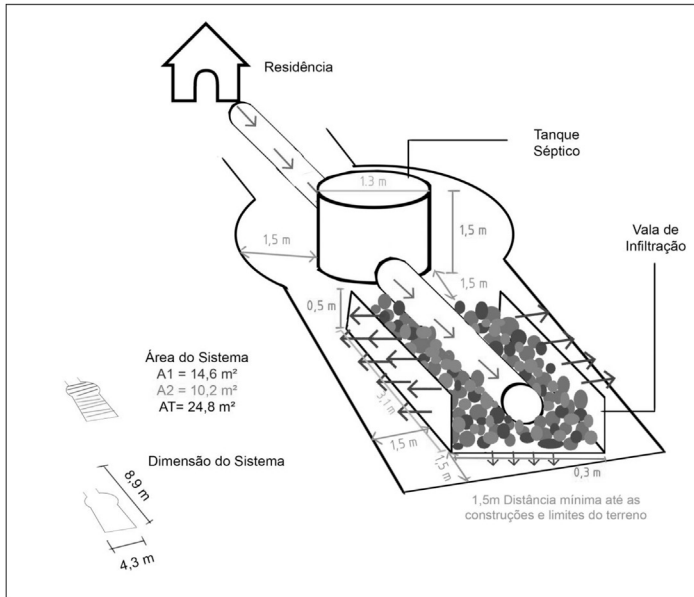 Residência
Tanque
Séptico
1.3 m
1,5 m
1,5 m
Vala de
Infiltração
1,5 m
0,5 m
Área do Sistema
A1 = 14,6 m²
A2 = 10,2 m²
AT= 24,8 m²
3,1 m
1,5 m
1,5 m
0,3 m
Dimensão do Sistema
8,9 m
4,3 m
1,5m Distância mínima até as
construções e limites do terreno